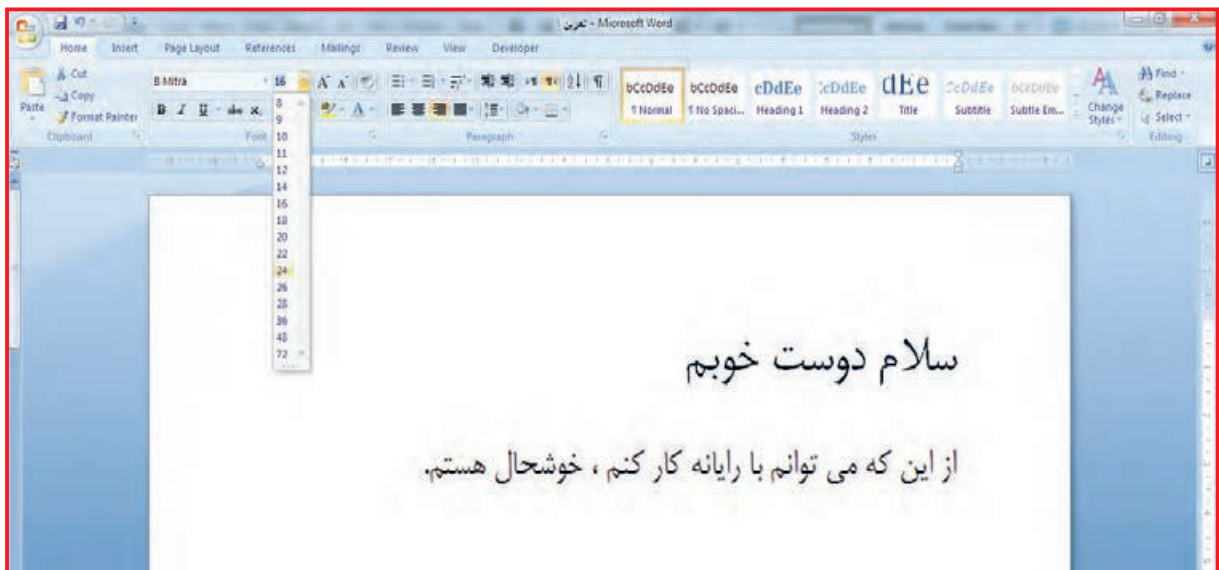 تمرین - Microsoft Word
Home Insert Page Layout References Mailings Review View Developer
Cut
Copy
Format Painter
Paste
Clipboard
B Mitra 16
B I U abc
Font
Paragraph
¶ Normal ¶ No Spaci... Heading 1 Heading 2 Title Subtitle Subtle Em...
Change Styles
Styles
Find
Replace
Select
Editing
8
9
10
11
12
14
16
18
20
22
24
26
28
36
48
72
سلام دوست خوبم
از این که می توانم با رایانه کار کنم ، خوشحال هستم.